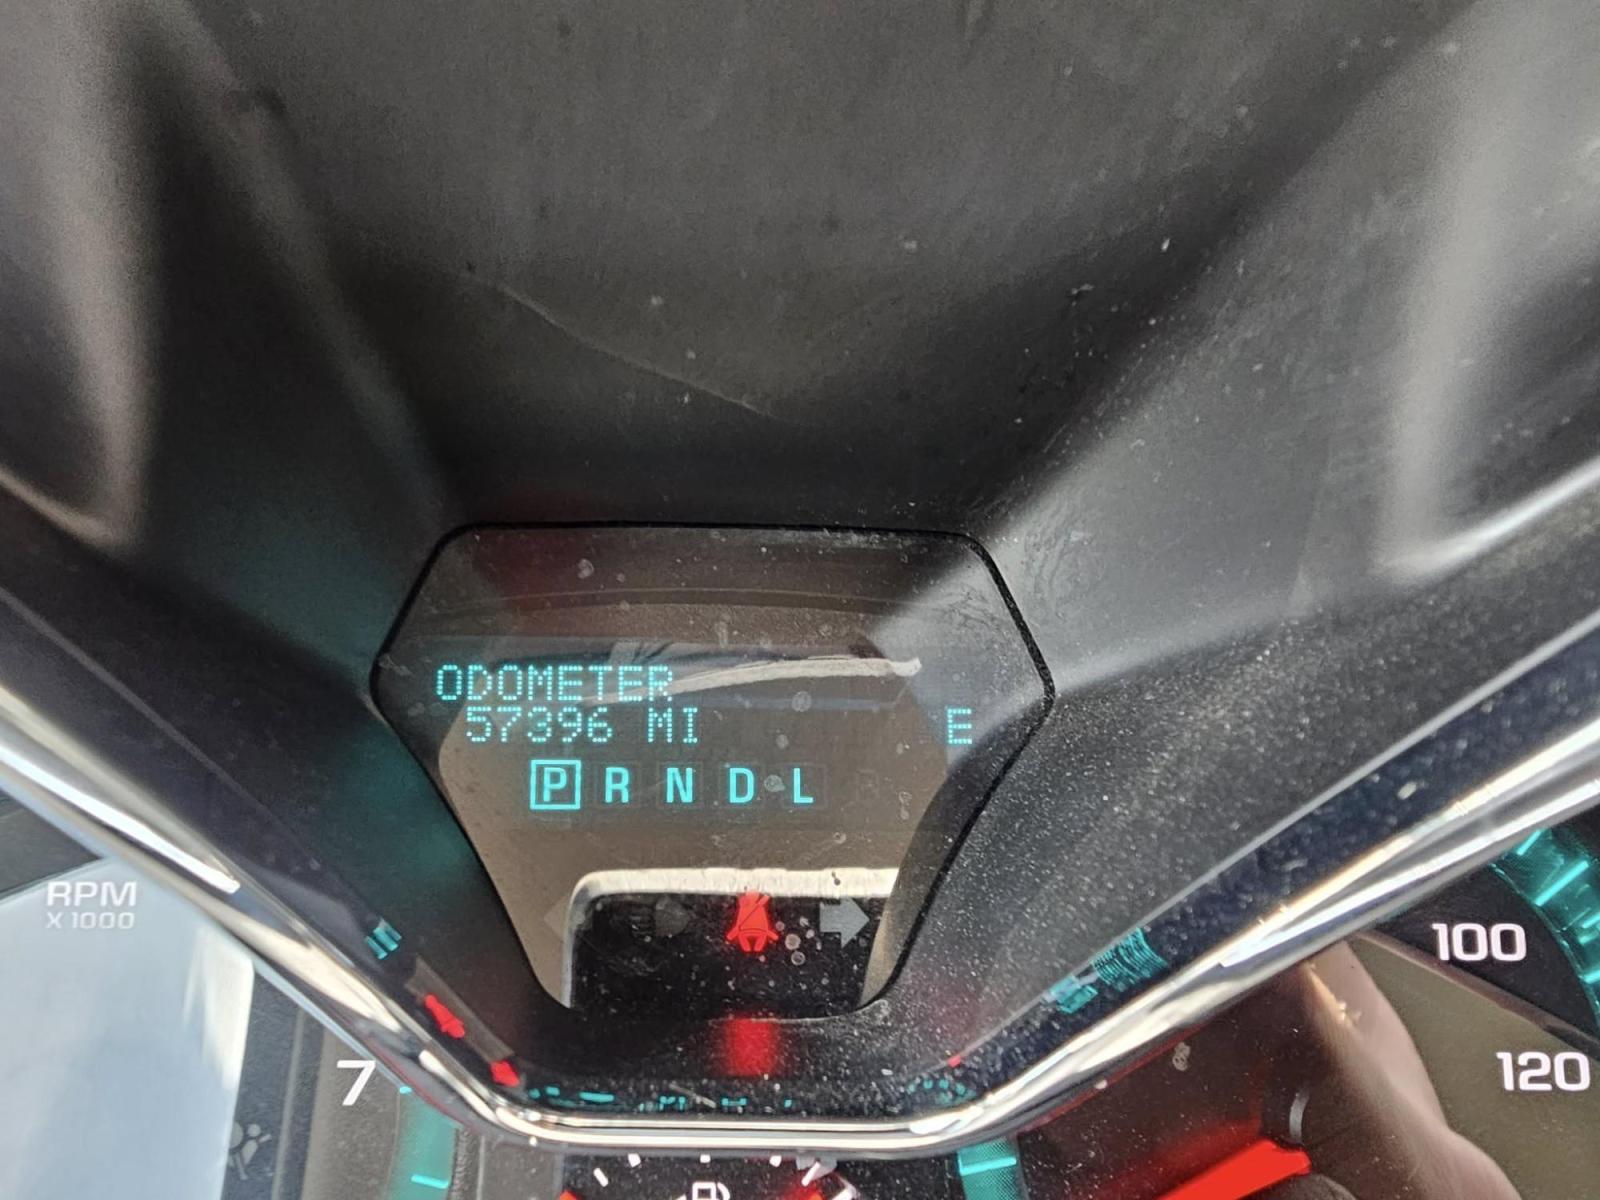 ODOMETER
57396 MI E
P R N D L
RPM
X 1000
100
7
120